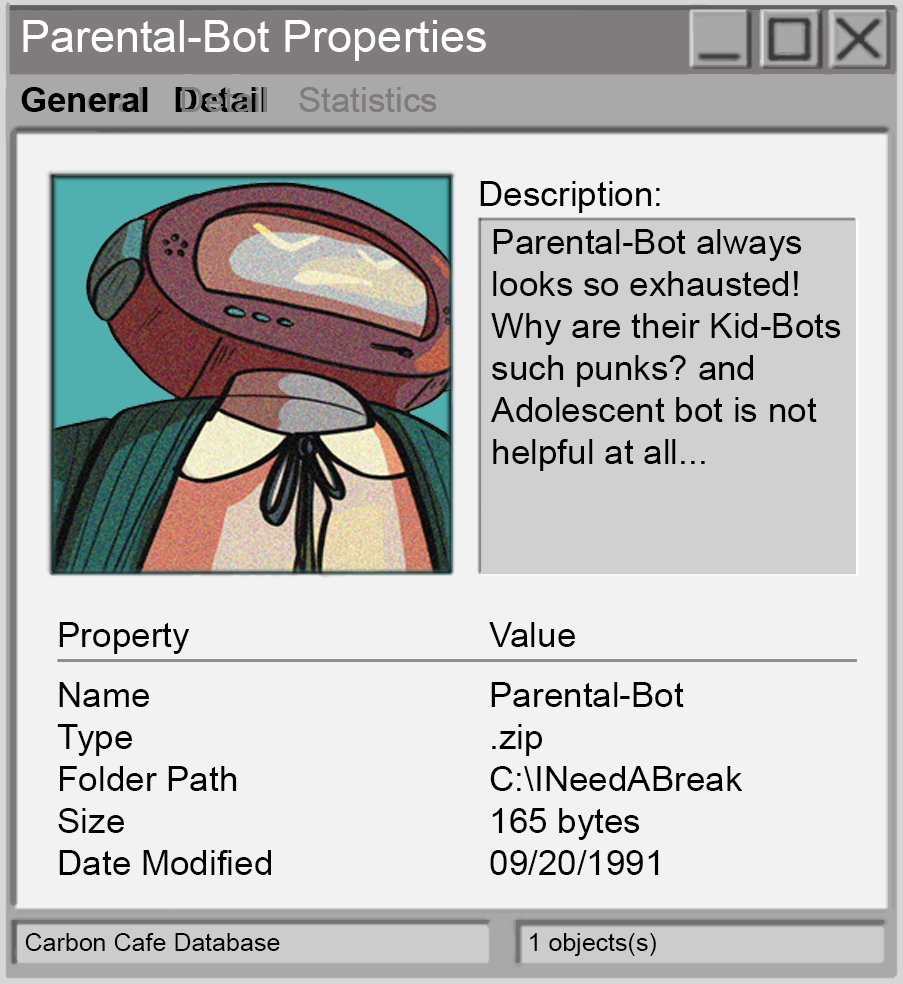 Parental-Bot Properties
General Detail Statistics
Description:
Parental-Bot always
looks so exhausted!
Why are their Kid-Bots
such punks? and
Adolescent bot is not
helpful at all...
Property Value
Name Parental-Bot
Type .zip
Folder Path C:\INeedABreak
Size 165 bytes
Date Modified 09/20/1991
Carbon Cafe Database 1 objects(s)